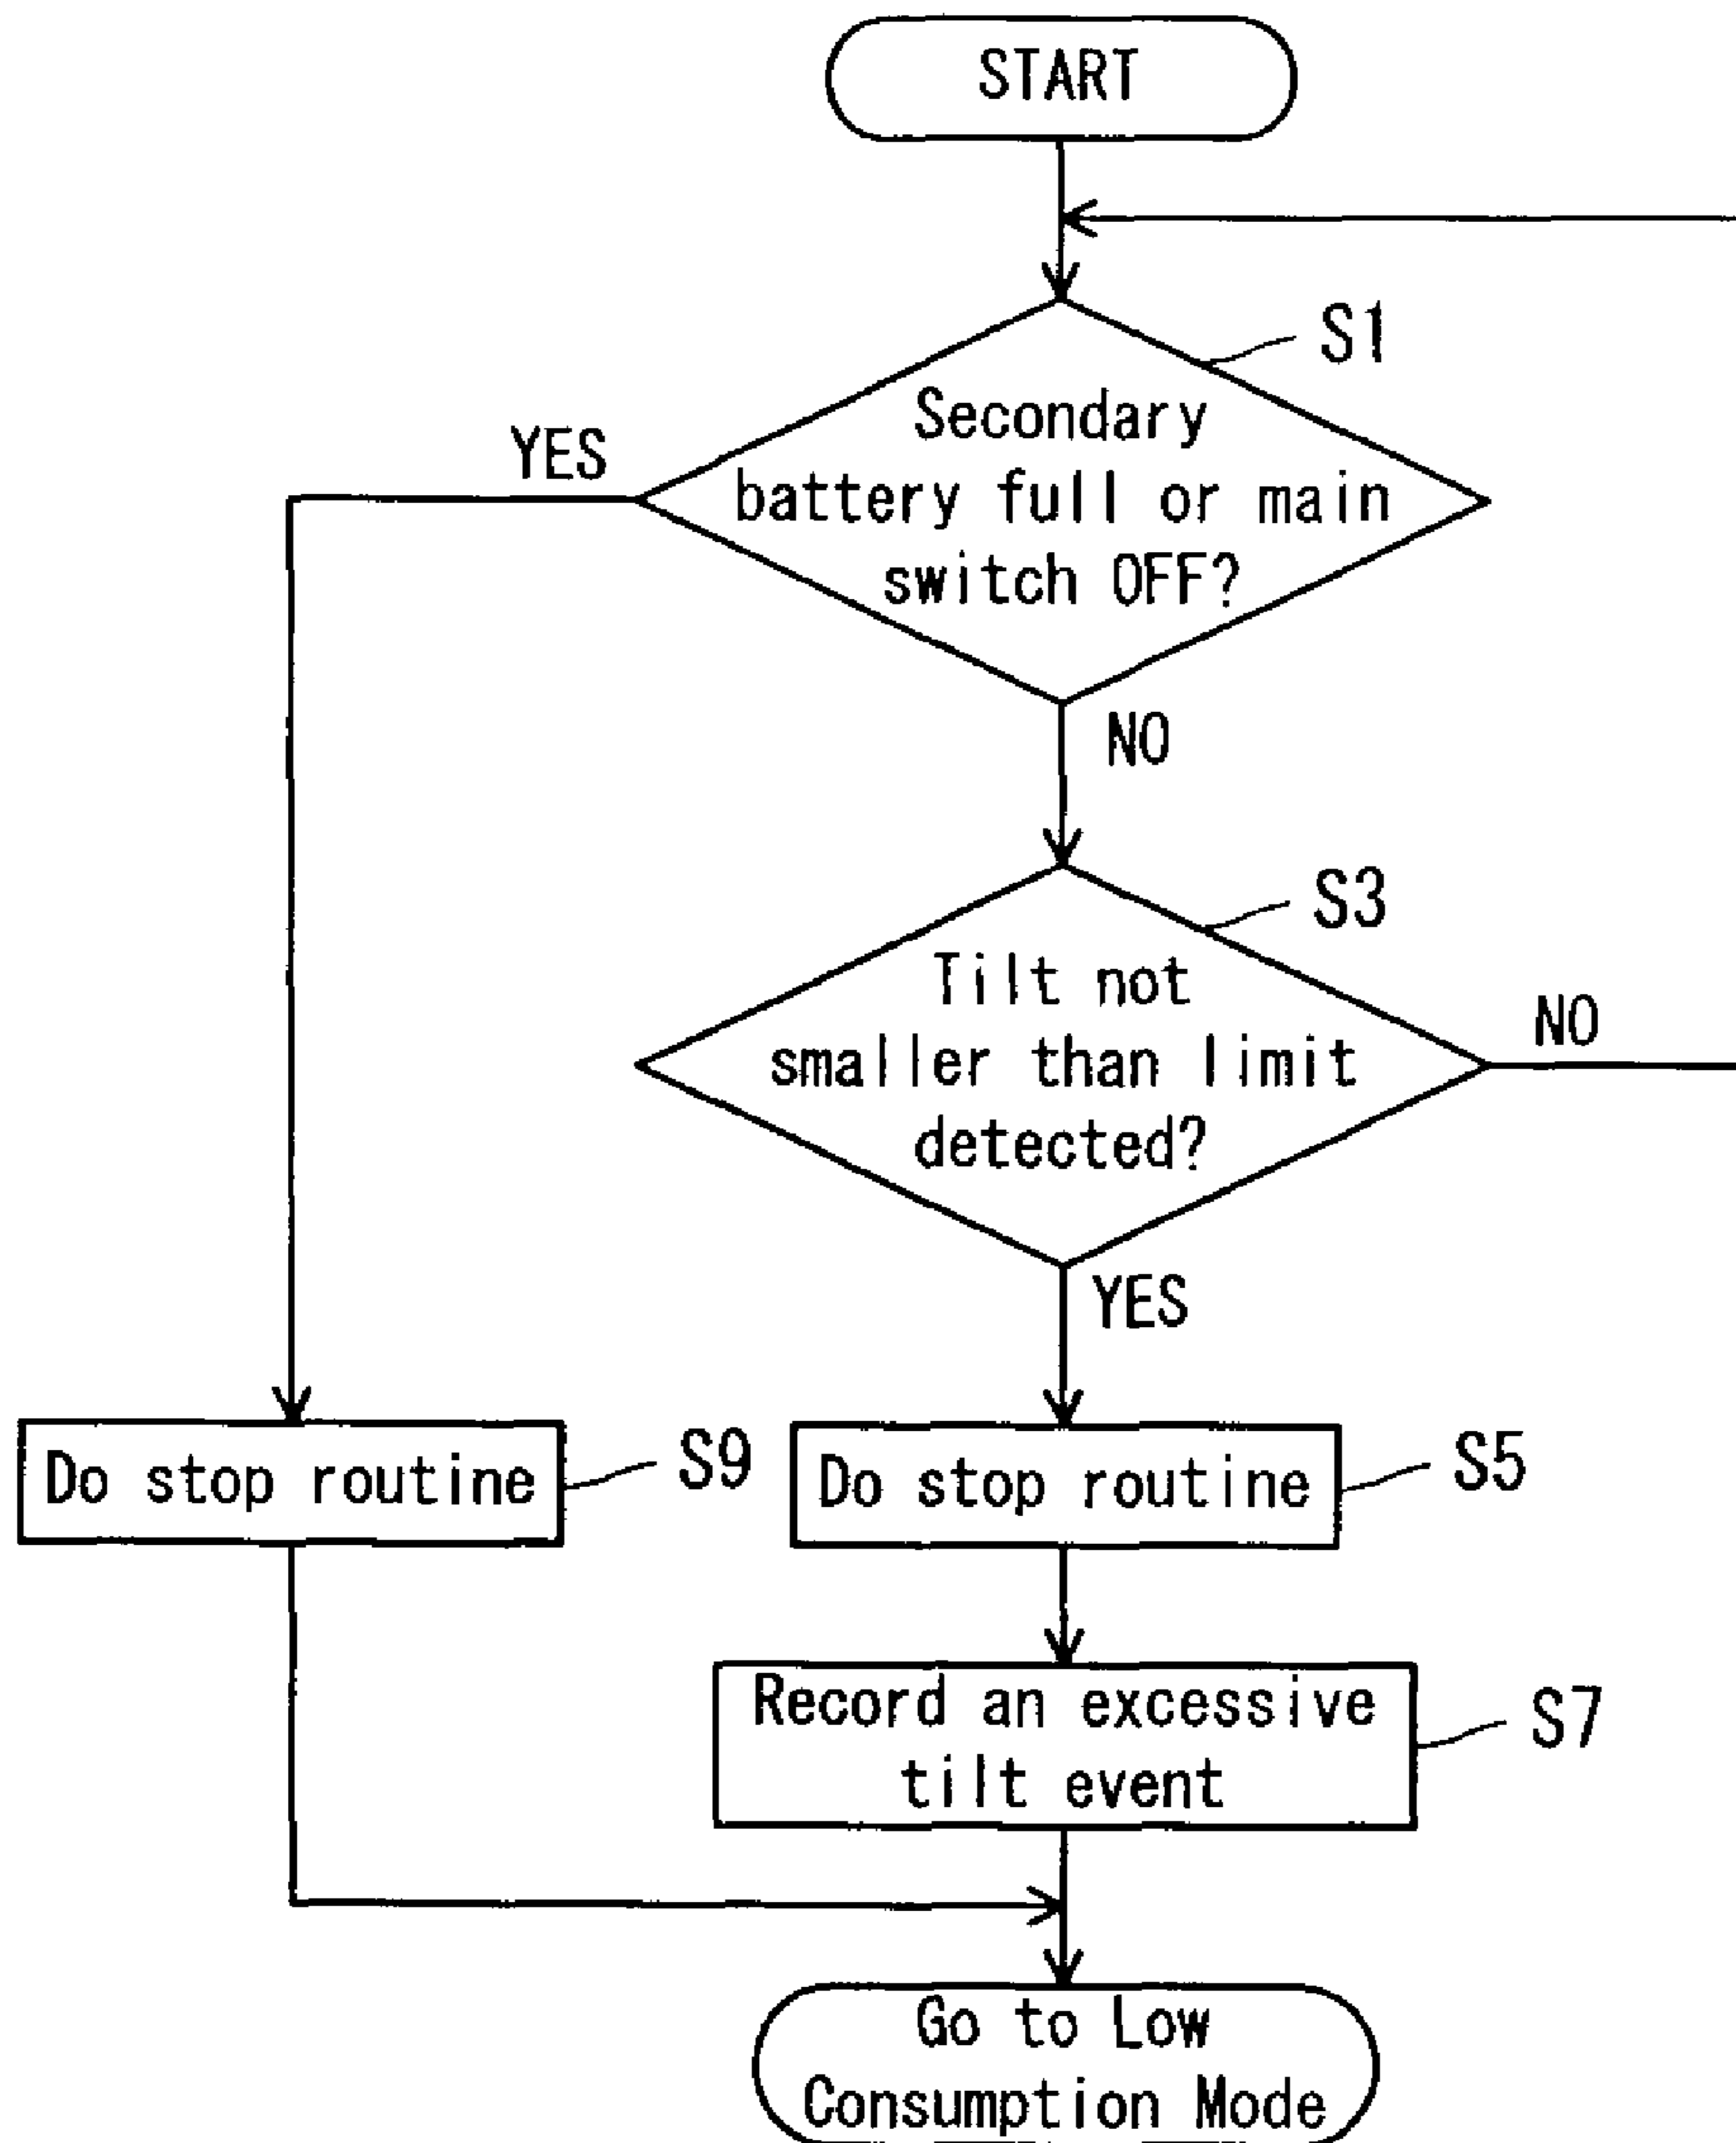 START
S1
Secondary
YES
battery full or main
switch OFF?
NO
S3
Tilt not
NO
smaller than limit
detected?
YES
Do stop routine
S9
Do stop routine
S5
Record an excessive
S7
tilt event
Go to Low
Consumption Mode